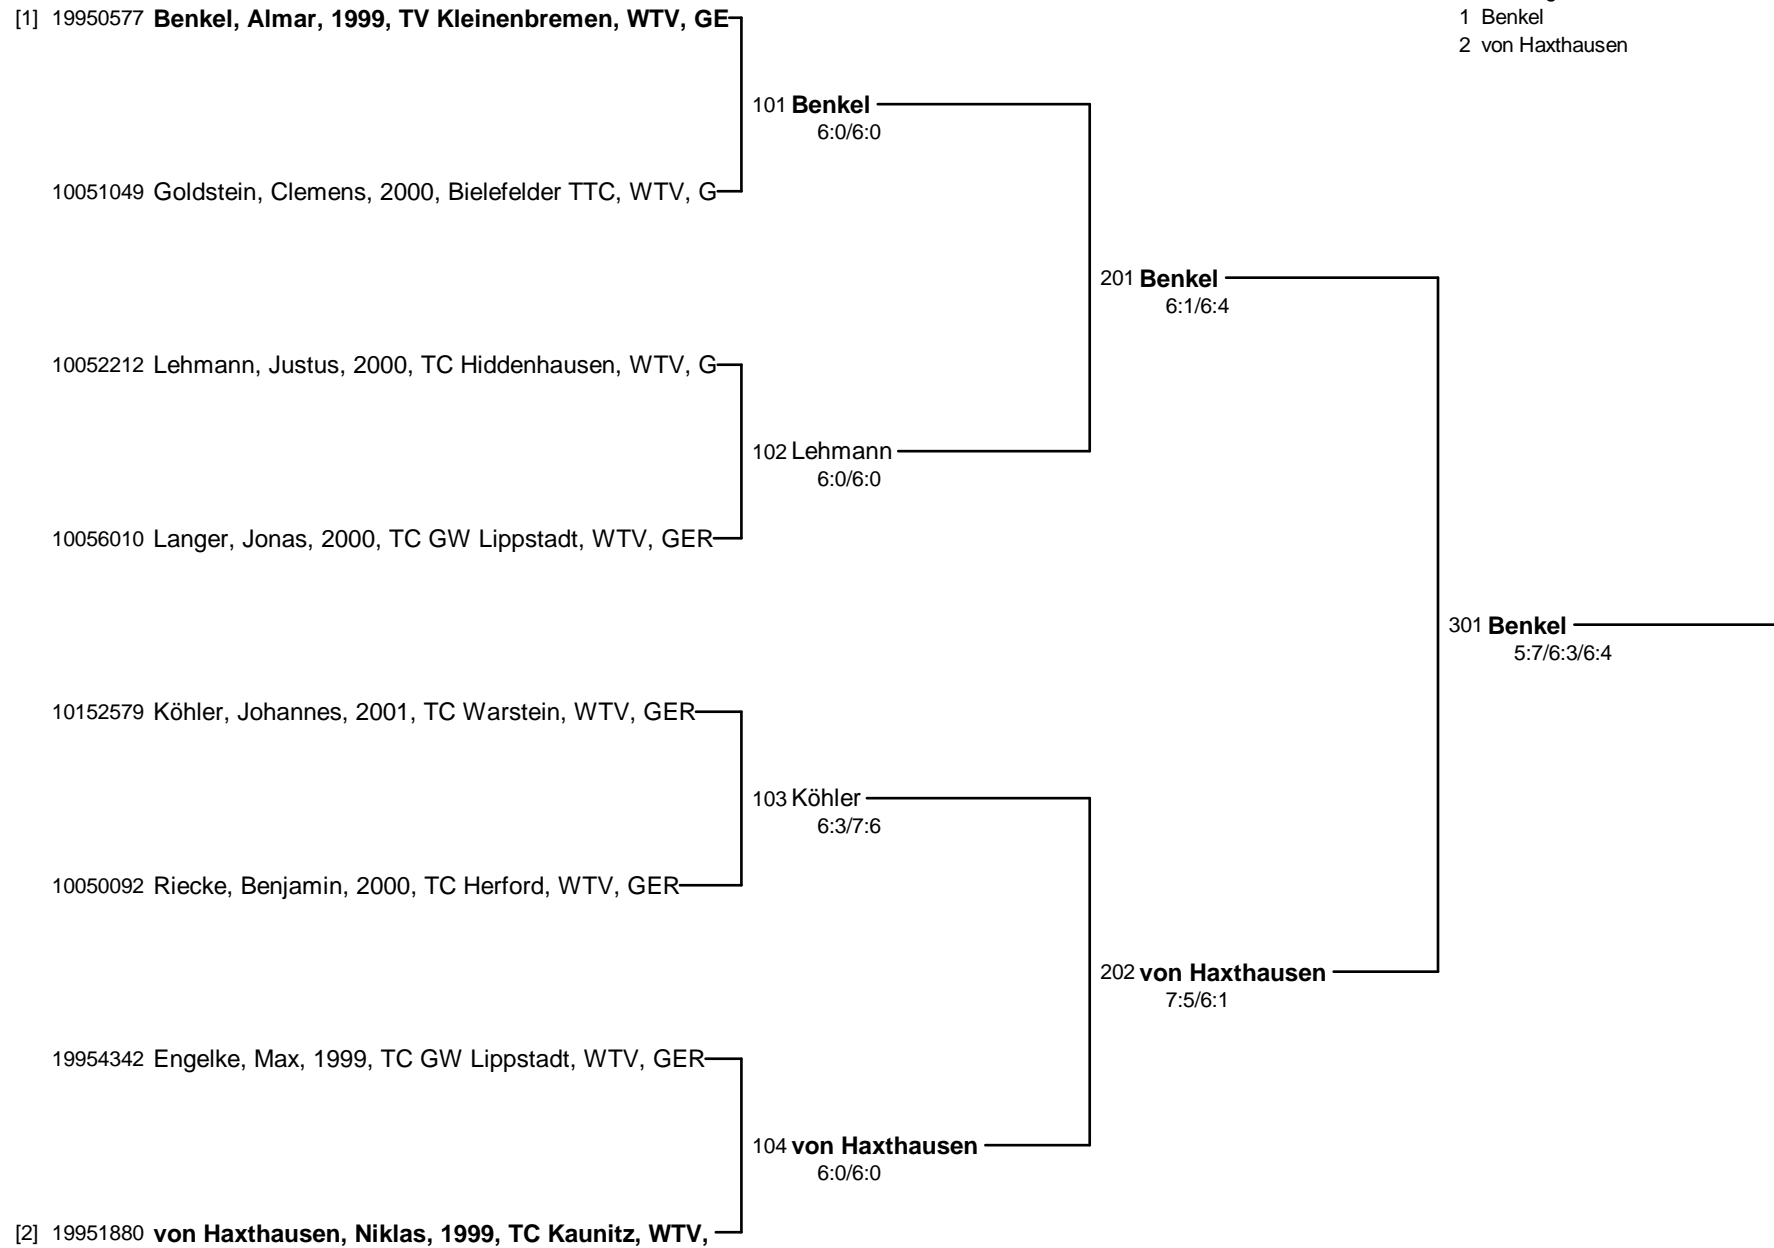 [1] 19950577 Benkel, Almar, 1999, TV Kleinenbremen, WTV, GE
1 Benkel
2 von Haxthausen
101 Benkel
6:0/6:0
10051049 Goldstein, Clemens, 2000, Bielefelder TTC, WTV, G
201 Benkel
6:1/6:4
10052212 Lehmann, Justus, 2000, TC Hiddenhausen, WTV, G
102 Lehmann
6:0/6:0
10056010 Langer, Jonas, 2000, TC GW Lippstadt, WTV, GER
301 Benkel
5:7/6:3/6:4
10152579 Köhler, Johannes, 2001, TC Warstein, WTV, GER
103 Köhler
6:3/7:6
10050092 Riecke, Benjamin, 2000, TC Herford, WTV, GER
202 von Haxthausen
7:5/6:1
19954342 Engelke, Max, 1999, TC GW Lippstadt, WTV, GER
104 von Haxthausen
6:0/6:0
[2] 19951880 von Haxthausen, Niklas, 1999, TC Kaunitz, WTV,